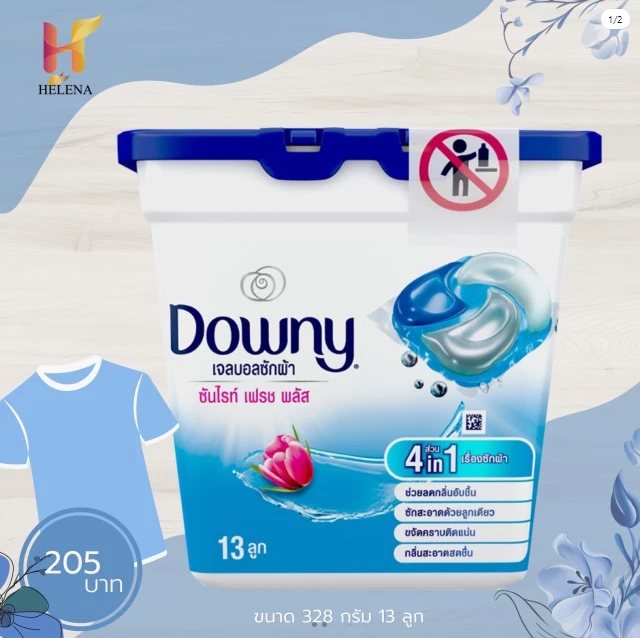 1/2
HELENA
Downy
เจลบอลซักผ้า
ซันไรท์ เฟรช พลัส
4 ส่วน in 1 เรื่องซักผ้า
ช่วยลดกลิ่นอับชื้น
ซักสะอาดด้วยลูกเดียว
ขจัดคราบติดแน่น
กลิ่นสะอาดสดชื่น
13 ลูก
205
บาท
ขนาด 328 กรัม 13 ลูก